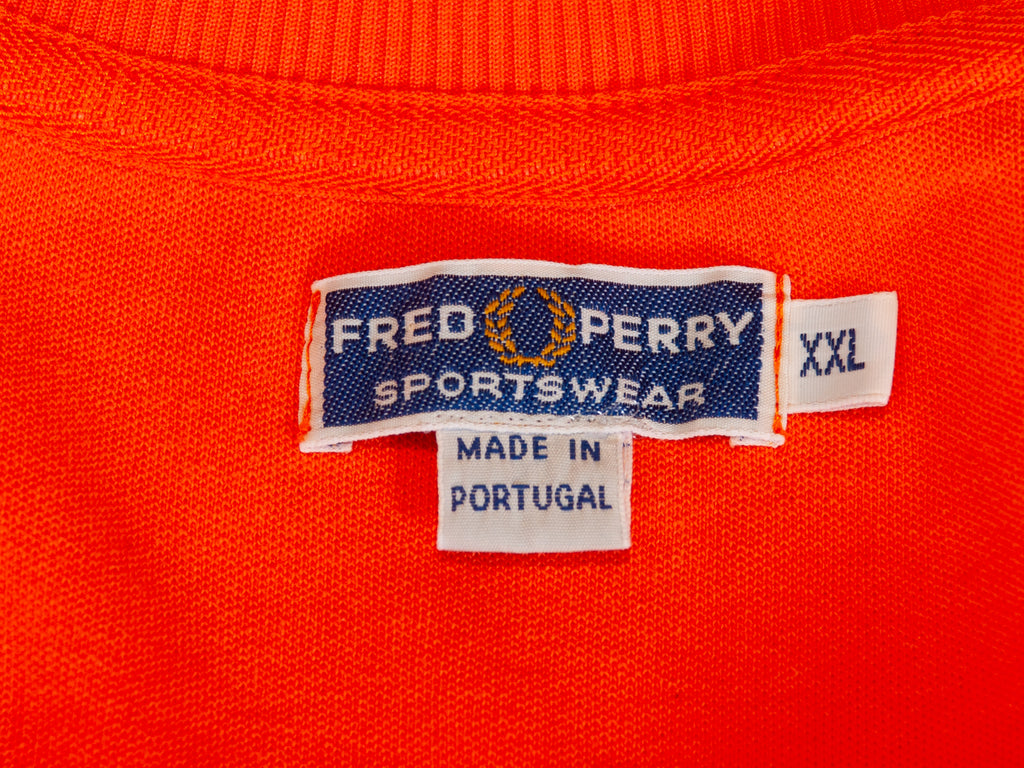 FRED PERRY
SPORTSWEAR
XXL
MADE IN
PORTUGAL